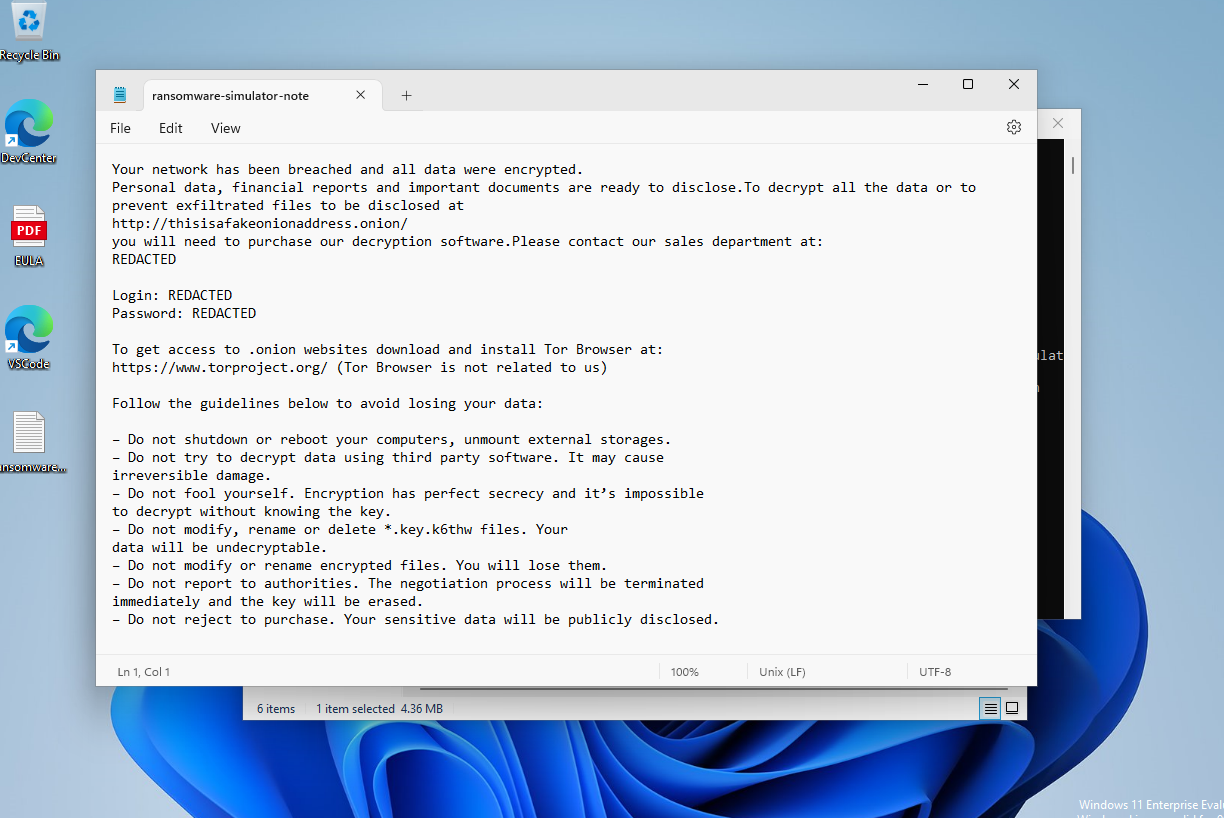 Recycle Bin
DevCenter
PDF
EULA
VSCode
ransomware-simulator-note
File Edit View
Your network has been breached and all data were encrypted.
Personal data, financial reports and important documents are ready to disclose.To decrypt all the data or to
prevent exfiltrated files to be disclosed at
http://thisisafakeonionaddress.onion/
you will need to purchase our decryption software.Please contact our sales department at:
REDACTED
Login: REDACTED
Password: REDACTED
To get access to .onion websites download and install Tor Browser at:
https://www.torproject.org/ (Tor Browser is not related to us)
Follow the guidelines below to avoid losing your data:
– Do not shutdown or reboot your computers, unmount external storages.
– Do not try to decrypt data using third party software. It may cause
irreversible damage.
– Do not fool yourself. Encryption has perfect secrecy and it’s impossible
to decrypt without knowing the key.
– Do not modify, rename or delete *.key.k6thw files. Your
data will be undecryptable.
– Do not modify or rename encrypted files. You will lose them.
– Do not report to authorities. The negotiation process will be terminated
immediately and the key will be erased.
– Do not reject to purchase. Your sensitive data will be publicly disclosed.
Ln 1, Col 1 100% Unix (LF) UTF-8
6 items 1 item selected 4.36 MB
Windows 11 Enterprise